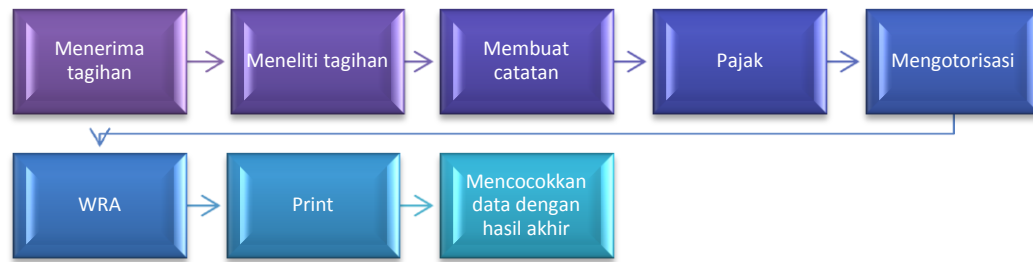 Menerima
tagihan
Meneliti tagihan
Membuat
catatan
Pajak
Mengotorisasi
WRA
Print
Mencocokkan
data dengan
hasil akhir